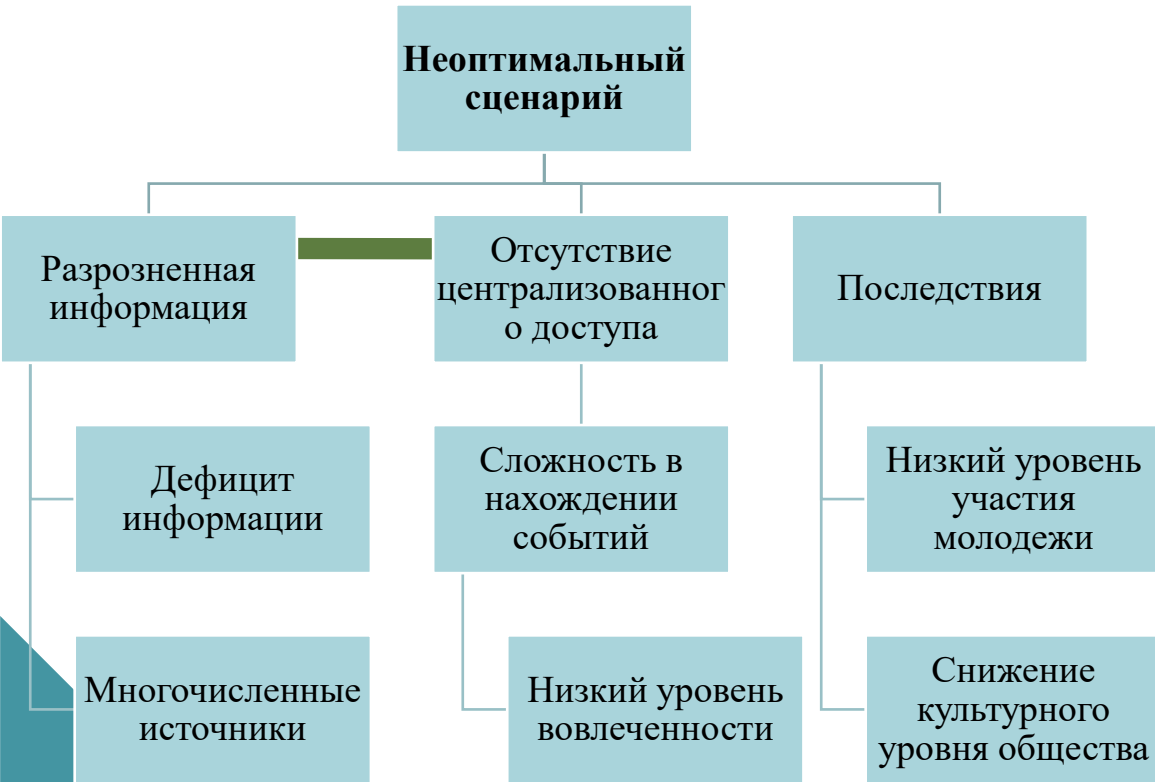 Неоптимальный
сценарий
Разрозненная
информация
Отсутствие
централизованног
о доступа
Последствия
Дефицит
информации
Сложность в
нахождении
событий
Низкий уровень
участия
молодежи
Многочисленные
источники
Низкий уровень
вовлеченности
Снижение
культурного
уровня общества